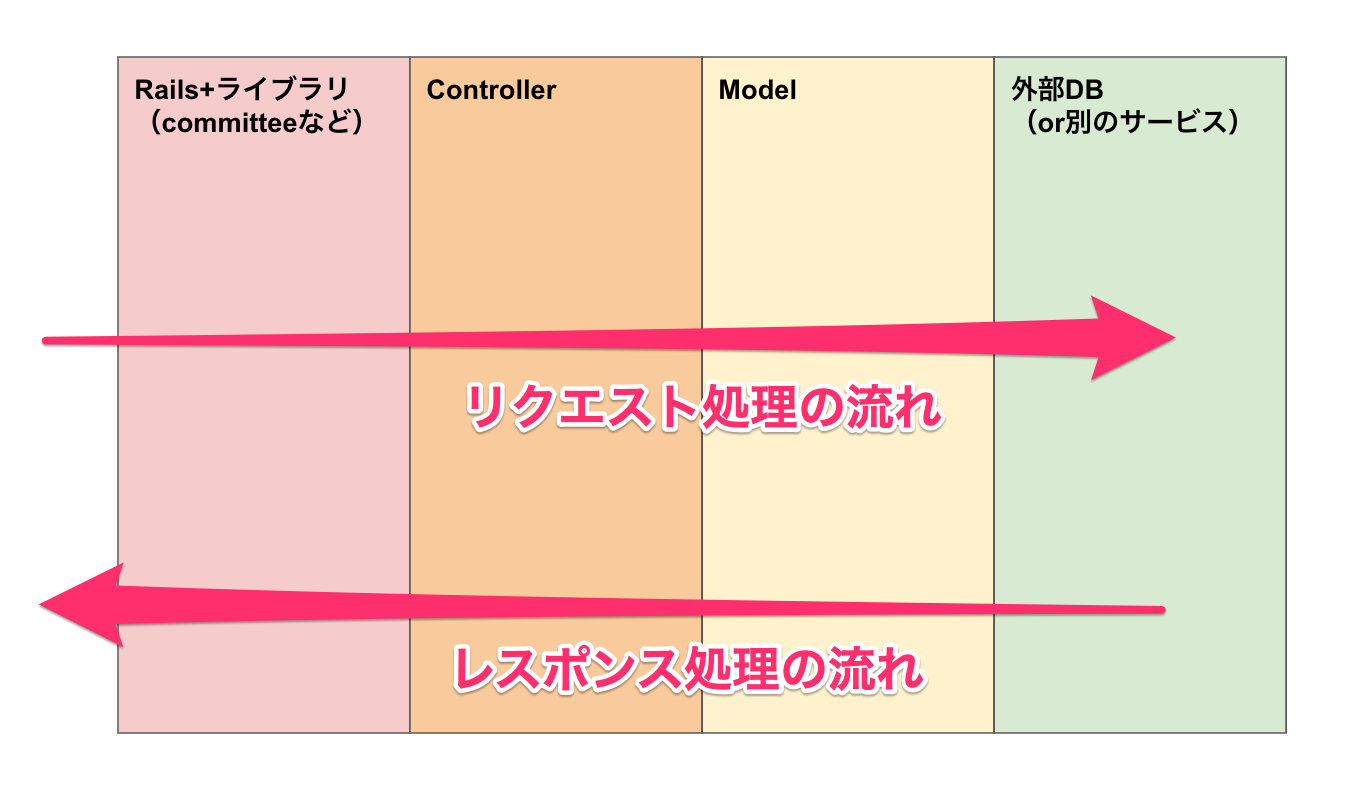 Rails+ライブラリ
（committeeなど）
Controller
Model
外部DB
（or別のサービス）
リクエスト処理の流れ
レスポンス処理の流れ